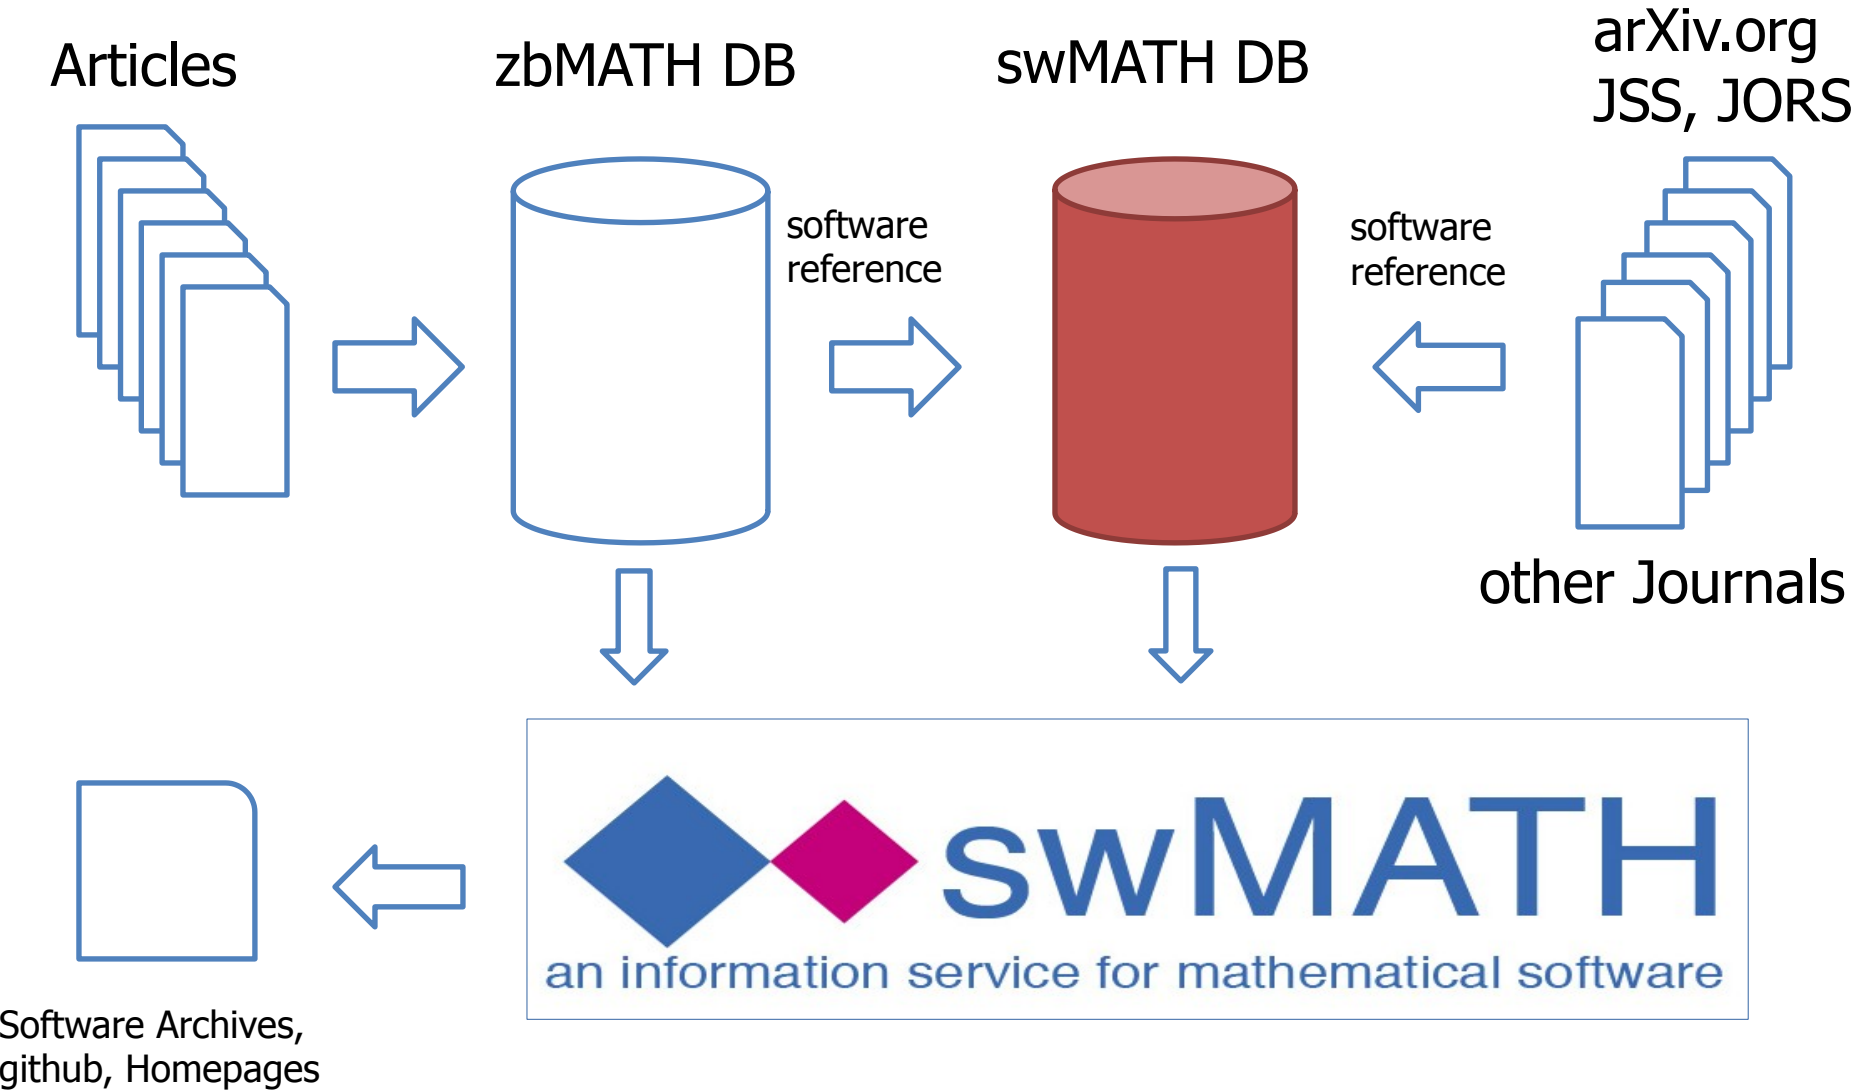 Articles
zbMATH DB
swMATH DB
arXiv.org
JSS, JORS
software
reference
software
reference
other Journals
swMATH
an information service for mathematical software
Software Archives,
github, Homepages